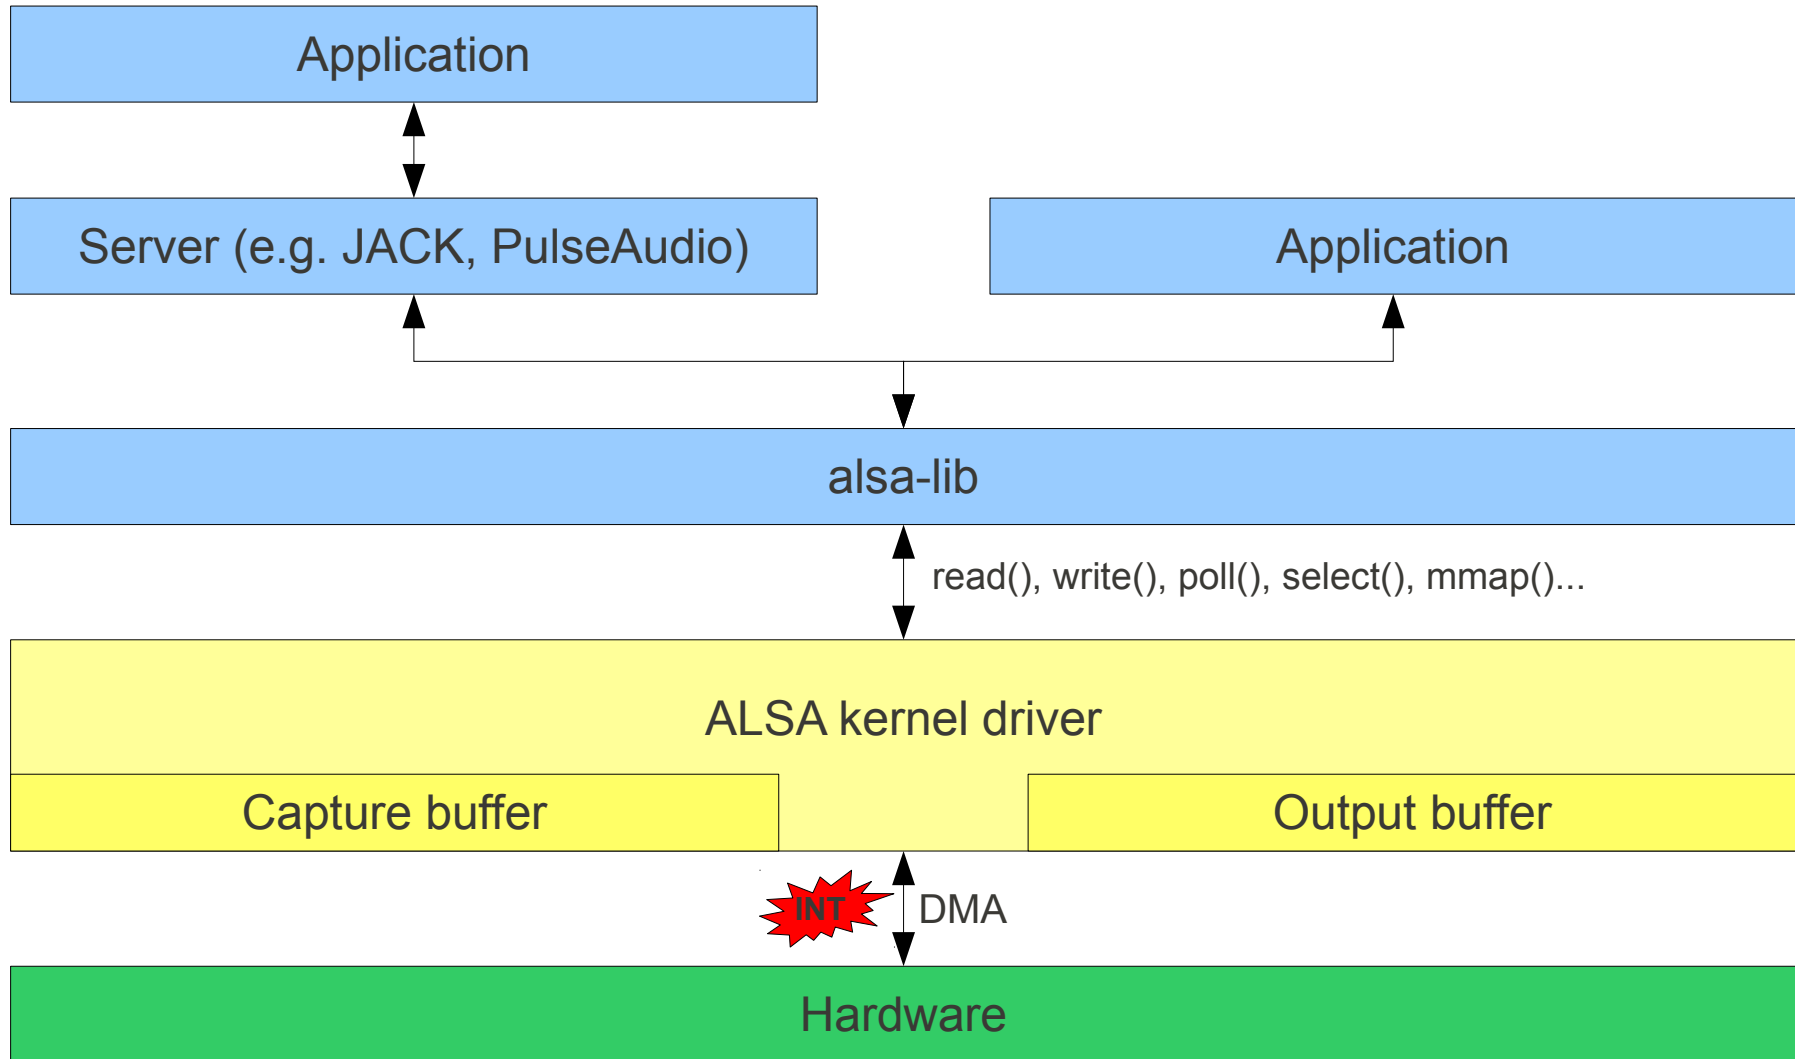 Application
Server (e.g. JACK, PulseAudio)
Application
alsa-lib
read(), write(), poll(), select(), mmap()...
ALSA kernel driver
Capture buffer
Output buffer
INT
DMA
Hardware